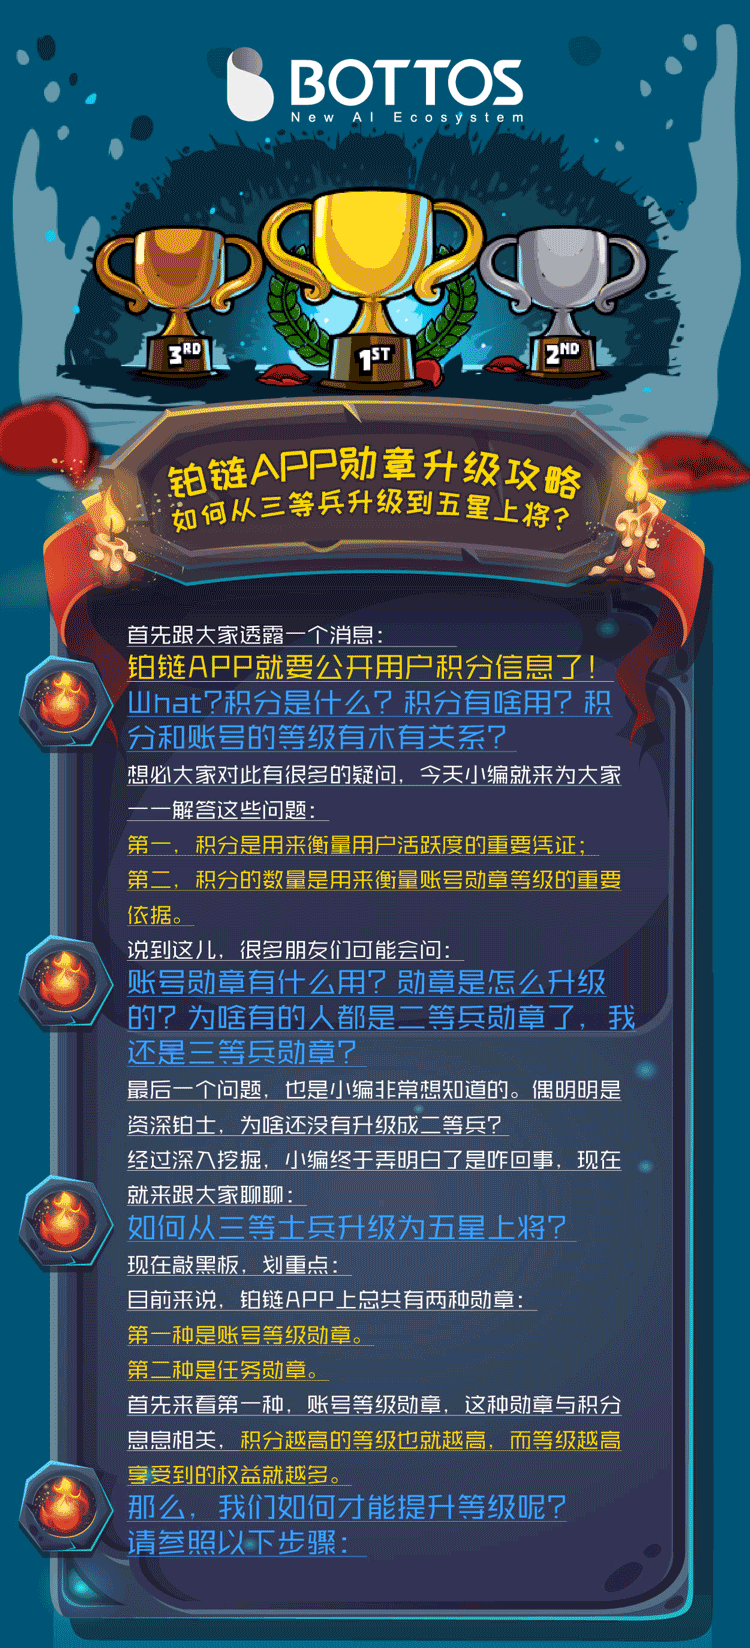 BOTTOS
New AI Ecosystem
3RD
1ST
2ND
铂链APP勋章升级攻略
如何从三等兵升级到五星上将？
首先跟大家透露一个消息：
铂链APP就要公开用户积分信息了！
What?积分是什么？积分有啥用？积
分和账号的等级有木有关系？
想必大家对此有很多的疑问，今天小编就来为大家
一一解答这些问题：
第一，积分是用来衡量用户活跃度的重要凭证；
第二，积分的数量是用来衡量账号勋章等级的重要
依据。
说到这儿，很多朋友们可能会问：
账号勋章有什么用？勋章是怎么升级
的？为啥有的人都是二等兵勋章了，我
还是三等兵勋章？
最后一个问题，也是小编非常想知道的。偶明明是
资深铂士，为啥还没有升级成二等兵？
经过深入挖掘，小编终于弄明白了是咋回事，现在
就来跟大家聊聊：
如何从三等士兵升级为五星上将？
现在敲黑板，划重点：
目前来说，铂链APP上总共有两种勋章：
第一种是账号等级勋章。
第二种是任务勋章。
首先来看第一种，账号等级勋章，这种勋章与积分
息息相关，积分越高的等级也就越高，而等级越高
享受到的权益就越多。
那么，我们如何才能提升等级呢？
请参照以下步骤：